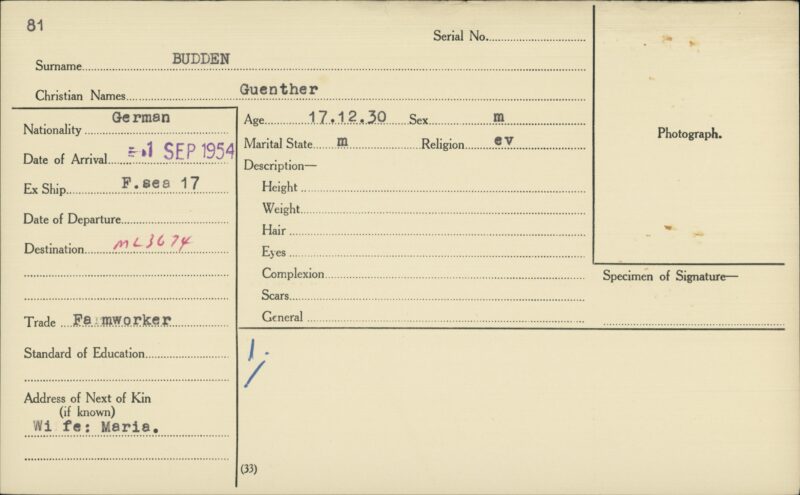 81
Serial No.
Surname BUDDEN
Christian Names Guenther
Nationality German
Date of Arrival -1 SEP 1954
Ex Ship F.sea 17
Date of Departure
Destination ML3674
Trade Fa mworker
Standard of Education
Address of Next of Kin
(if known)
Wi fe: Maria.
Age 17.12.30 Sex m
Marital State m Religion ev
Description—
Height
Weight
Hair
Eyes
Complexion
Scars
General
1.
/
(33)
Photograph.
Specimen of Signature—